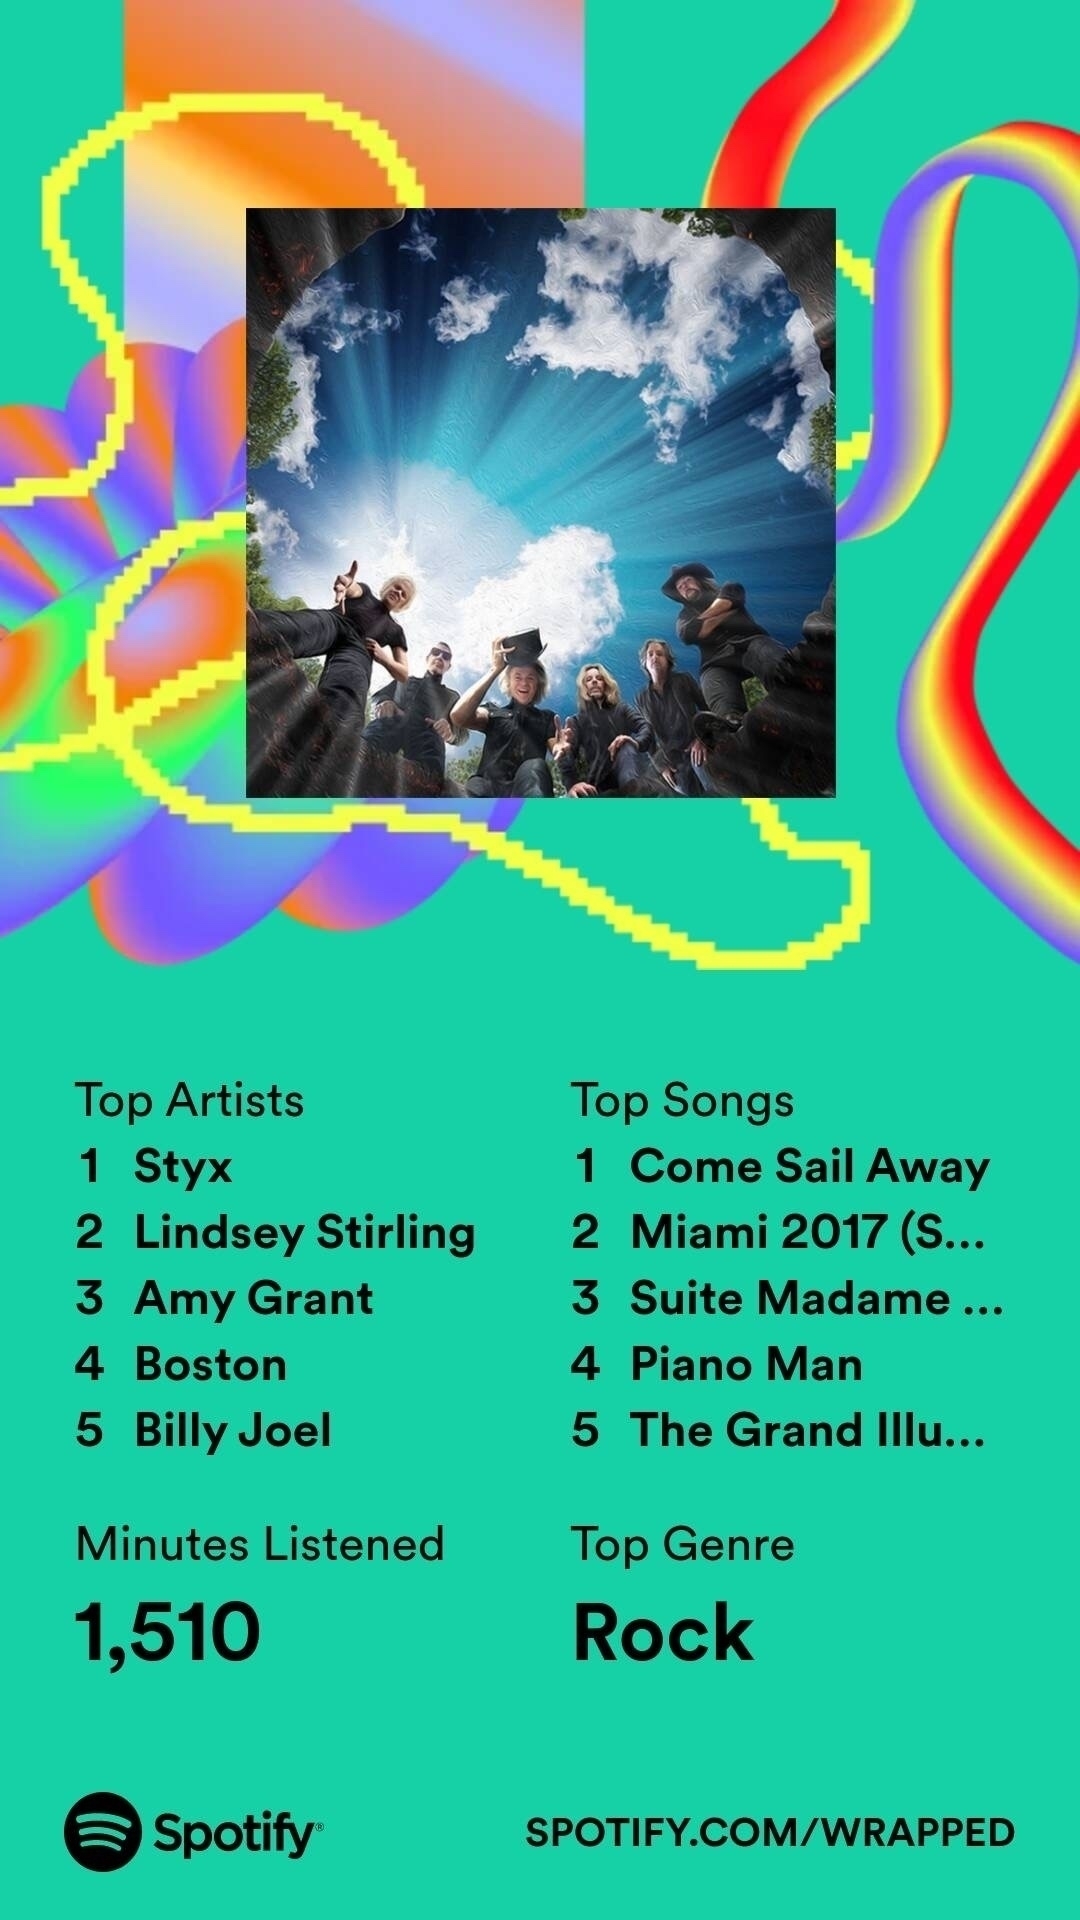 Top Artists
1 Styx
2 Lindsey Stirling
3 Amy Grant
4 Boston
5 Billy Joel
Top Songs
1 Come Sail Away
2 Miami 2017 (S...
3 Suite Madame ...
4 Piano Man
5 The Grand Illu...
Minutes Listened
1,510
Top Genre
Rock
Spotify®
SPOTIFY.COM/WRAPPED